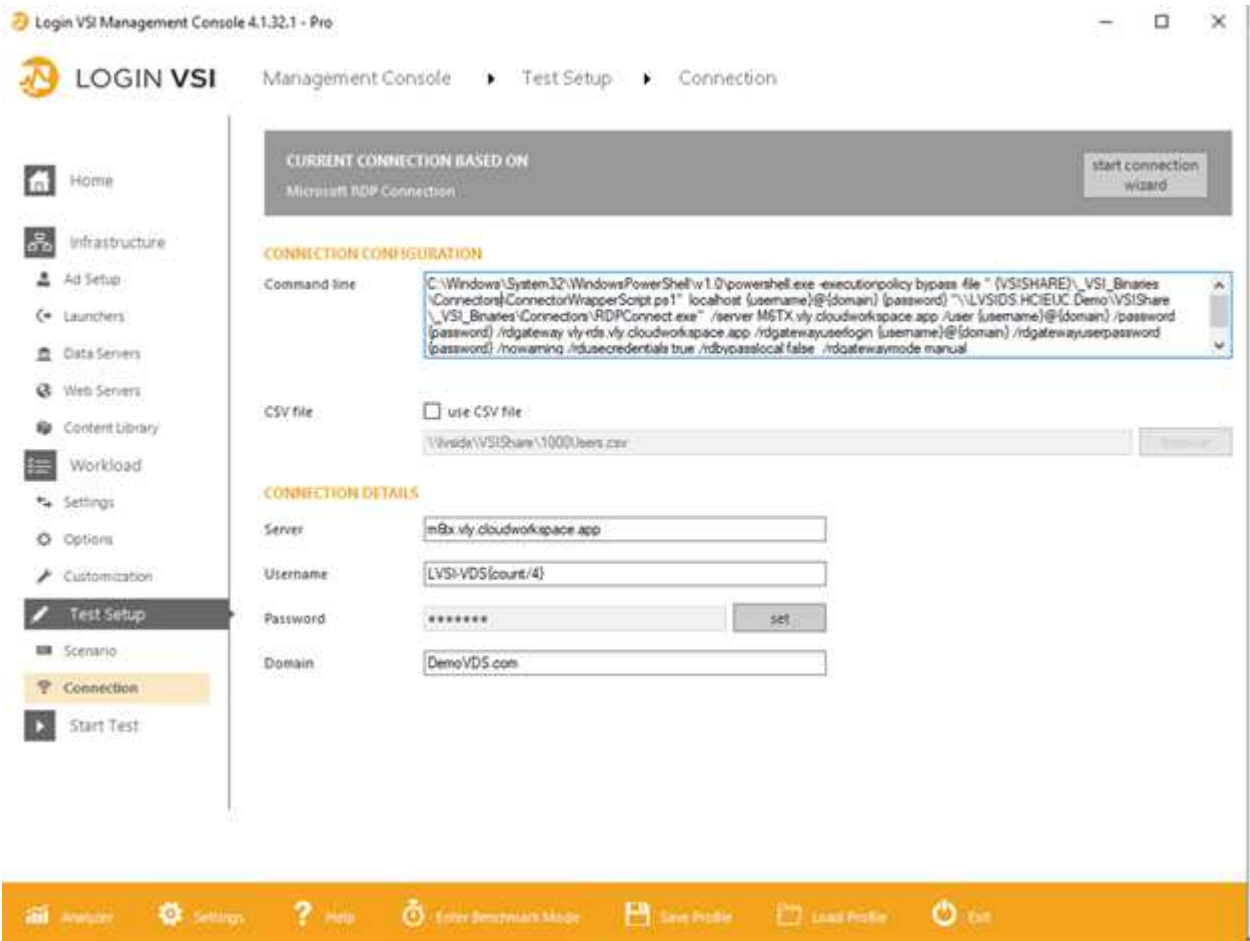 Login VSI Management Console 4.1.32.1 - Pro
LOGIN VSI
Management Console
Test Setup
Connection
Home
Infrastructure
Ad Setup
Launchers
Data Servers
Web Servers
Content Library
Workload
Settings
Options
Customization
Test Setup
Scenario
Connection
Start Test
CURRENT CONNECTION BASED ON
Microsoft RDP Connection
start connection
wizard
CONNECTION CONFIGURATION
Command line
C:\Windows\System32\WindowsPowerShell\v1.0\powershell.exe -executionpolicy bypass -file " {VSISHARE}\_VSI_Binaries
\Connectors\ConnectorWrapperScript.ps1" localhost {username}@{domain} {password} "\\LVSIDS.HCIEUC.Demo\VSIShare
\_VSI_Binaries\Connectors\RDPConnect.exe" /server M6TX.vly.cloudworkspace.app /user {username}@{domain} /password
{password} /rdgateway vly-rds.vly.cloudworkspace.app /rdgatewayuserlogin {username}@{domain} /rdgatewayuserpassword
{password} /nowarning /rdusecredentials true /rdbypasslocal false /rdgatewaymode manual
CSV file
use CSV file
\\lvsids\VSIShare\1000Users.csv
CONNECTION DETAILS
Server
.vly.cloudworkspace.app
Username
LVSI-VDS{count/4}
Password
*******
set
Domain
DemoVDS.com
Analyzer
Settings
Help
Enter Benchmark Mode
Save Profile
Load Profile
Exit